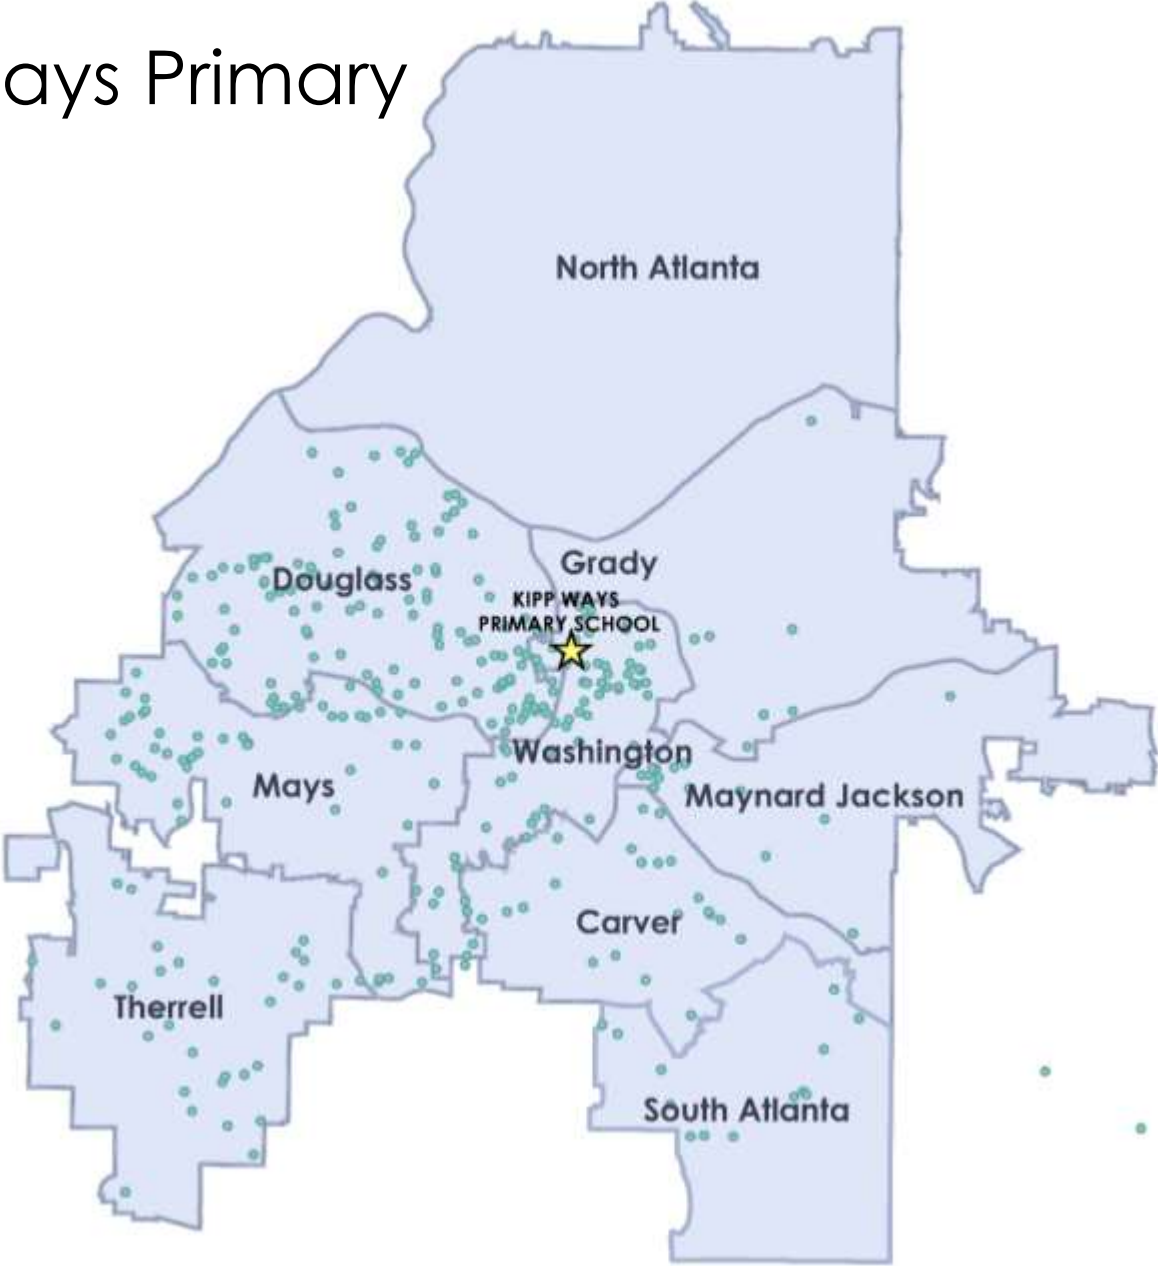 ays Primary
North Atlanta
Grady
Douglass
KIPP WAYS
PRIMARY SCHOOL
Washington
Mays
Maynard Jackson
Carver
Therrell
South Atlanta